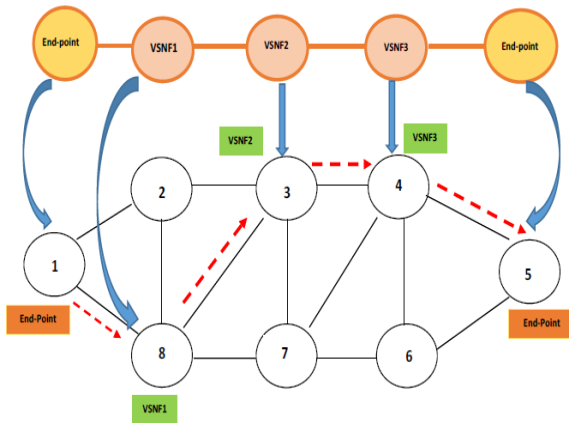 End-point
VSNF1
VSNF2
VSNF3
End-point
VSNF2
VSNF3
2
3
4
1
5
End-Point
End-Point
8
7
6
VSNF1